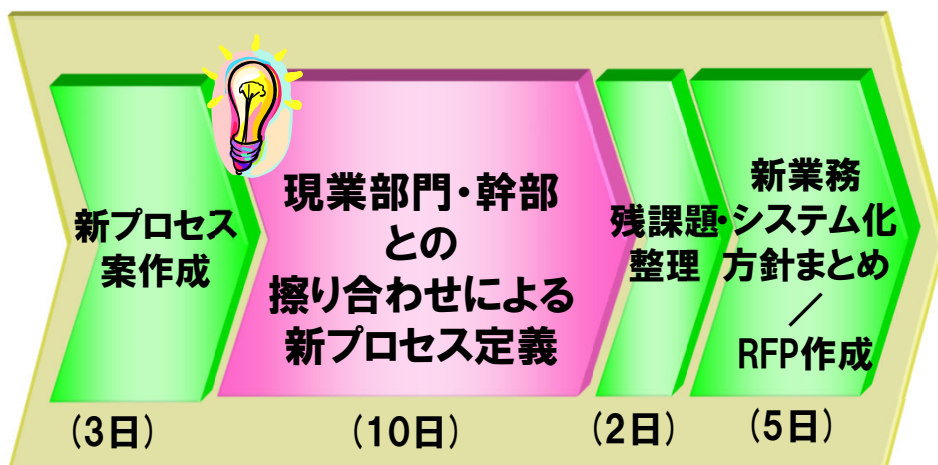 新プロセス
案作成
現業部門・幹部
との
擦り合わせによる
新プロセス定義
残課題
整理
新業務
・システム化
方針まとめ
／
RFP作成
(3日)
(10日)
(2日)
(5日)